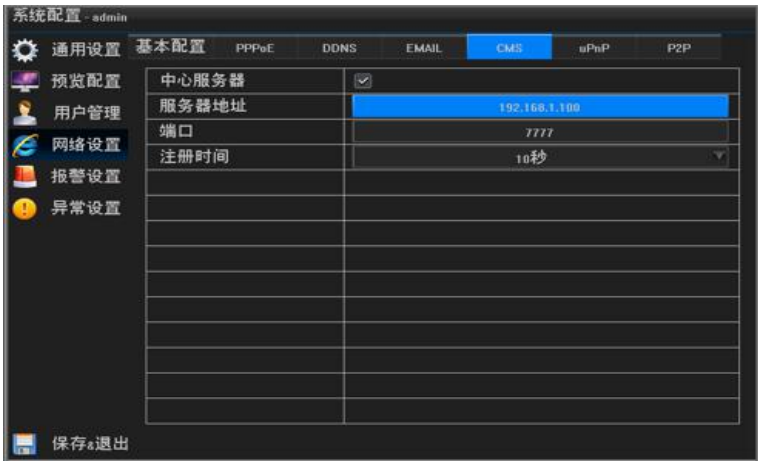 系统配置 - admin
通用设置
预览配置
用户管理
网络设置
报警设置
异常设置
保存&退出
基本配置 PPPoE DDNS EMAIL CMS uPnP P2P
中心服务器
服务器地址 192.168.1.100
端口 7777
注册时间 10秒